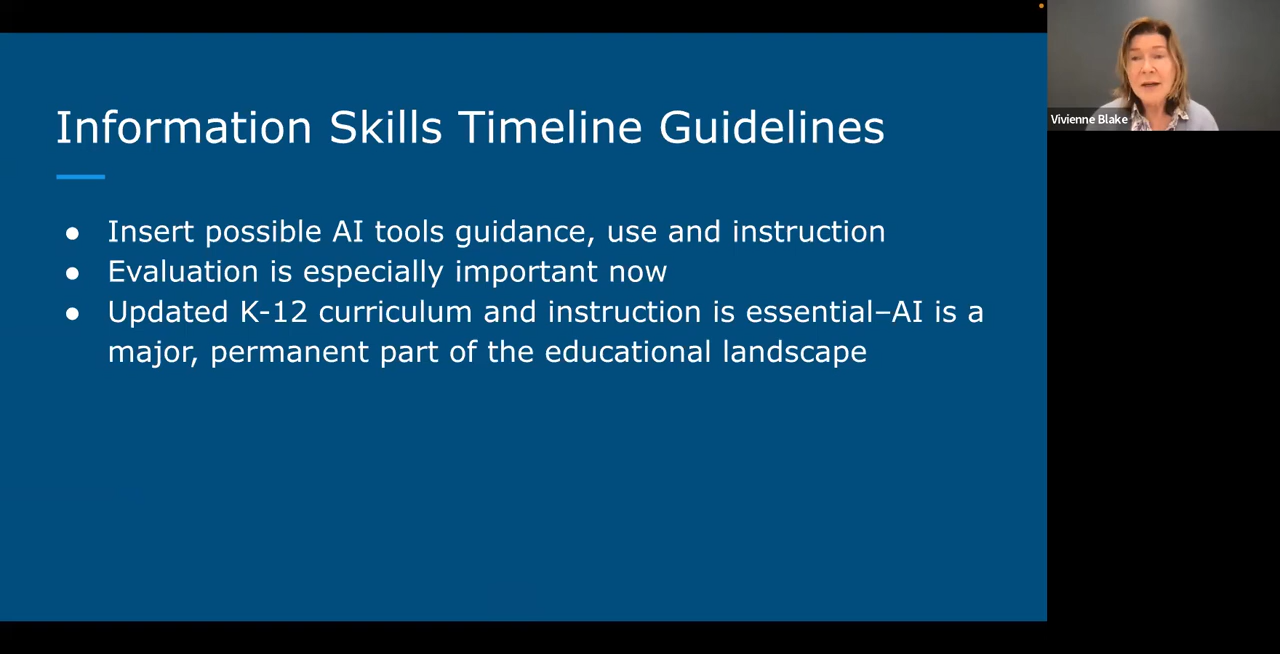 Information Skills Timeline Guidelines
● Insert possible AI tools guidance, use and instruction
● Evaluation is especially important now
● Updated K-12 curriculum and instruction is essential–AI is a
major, permanent part of the educational landscape
Vivienne Blake